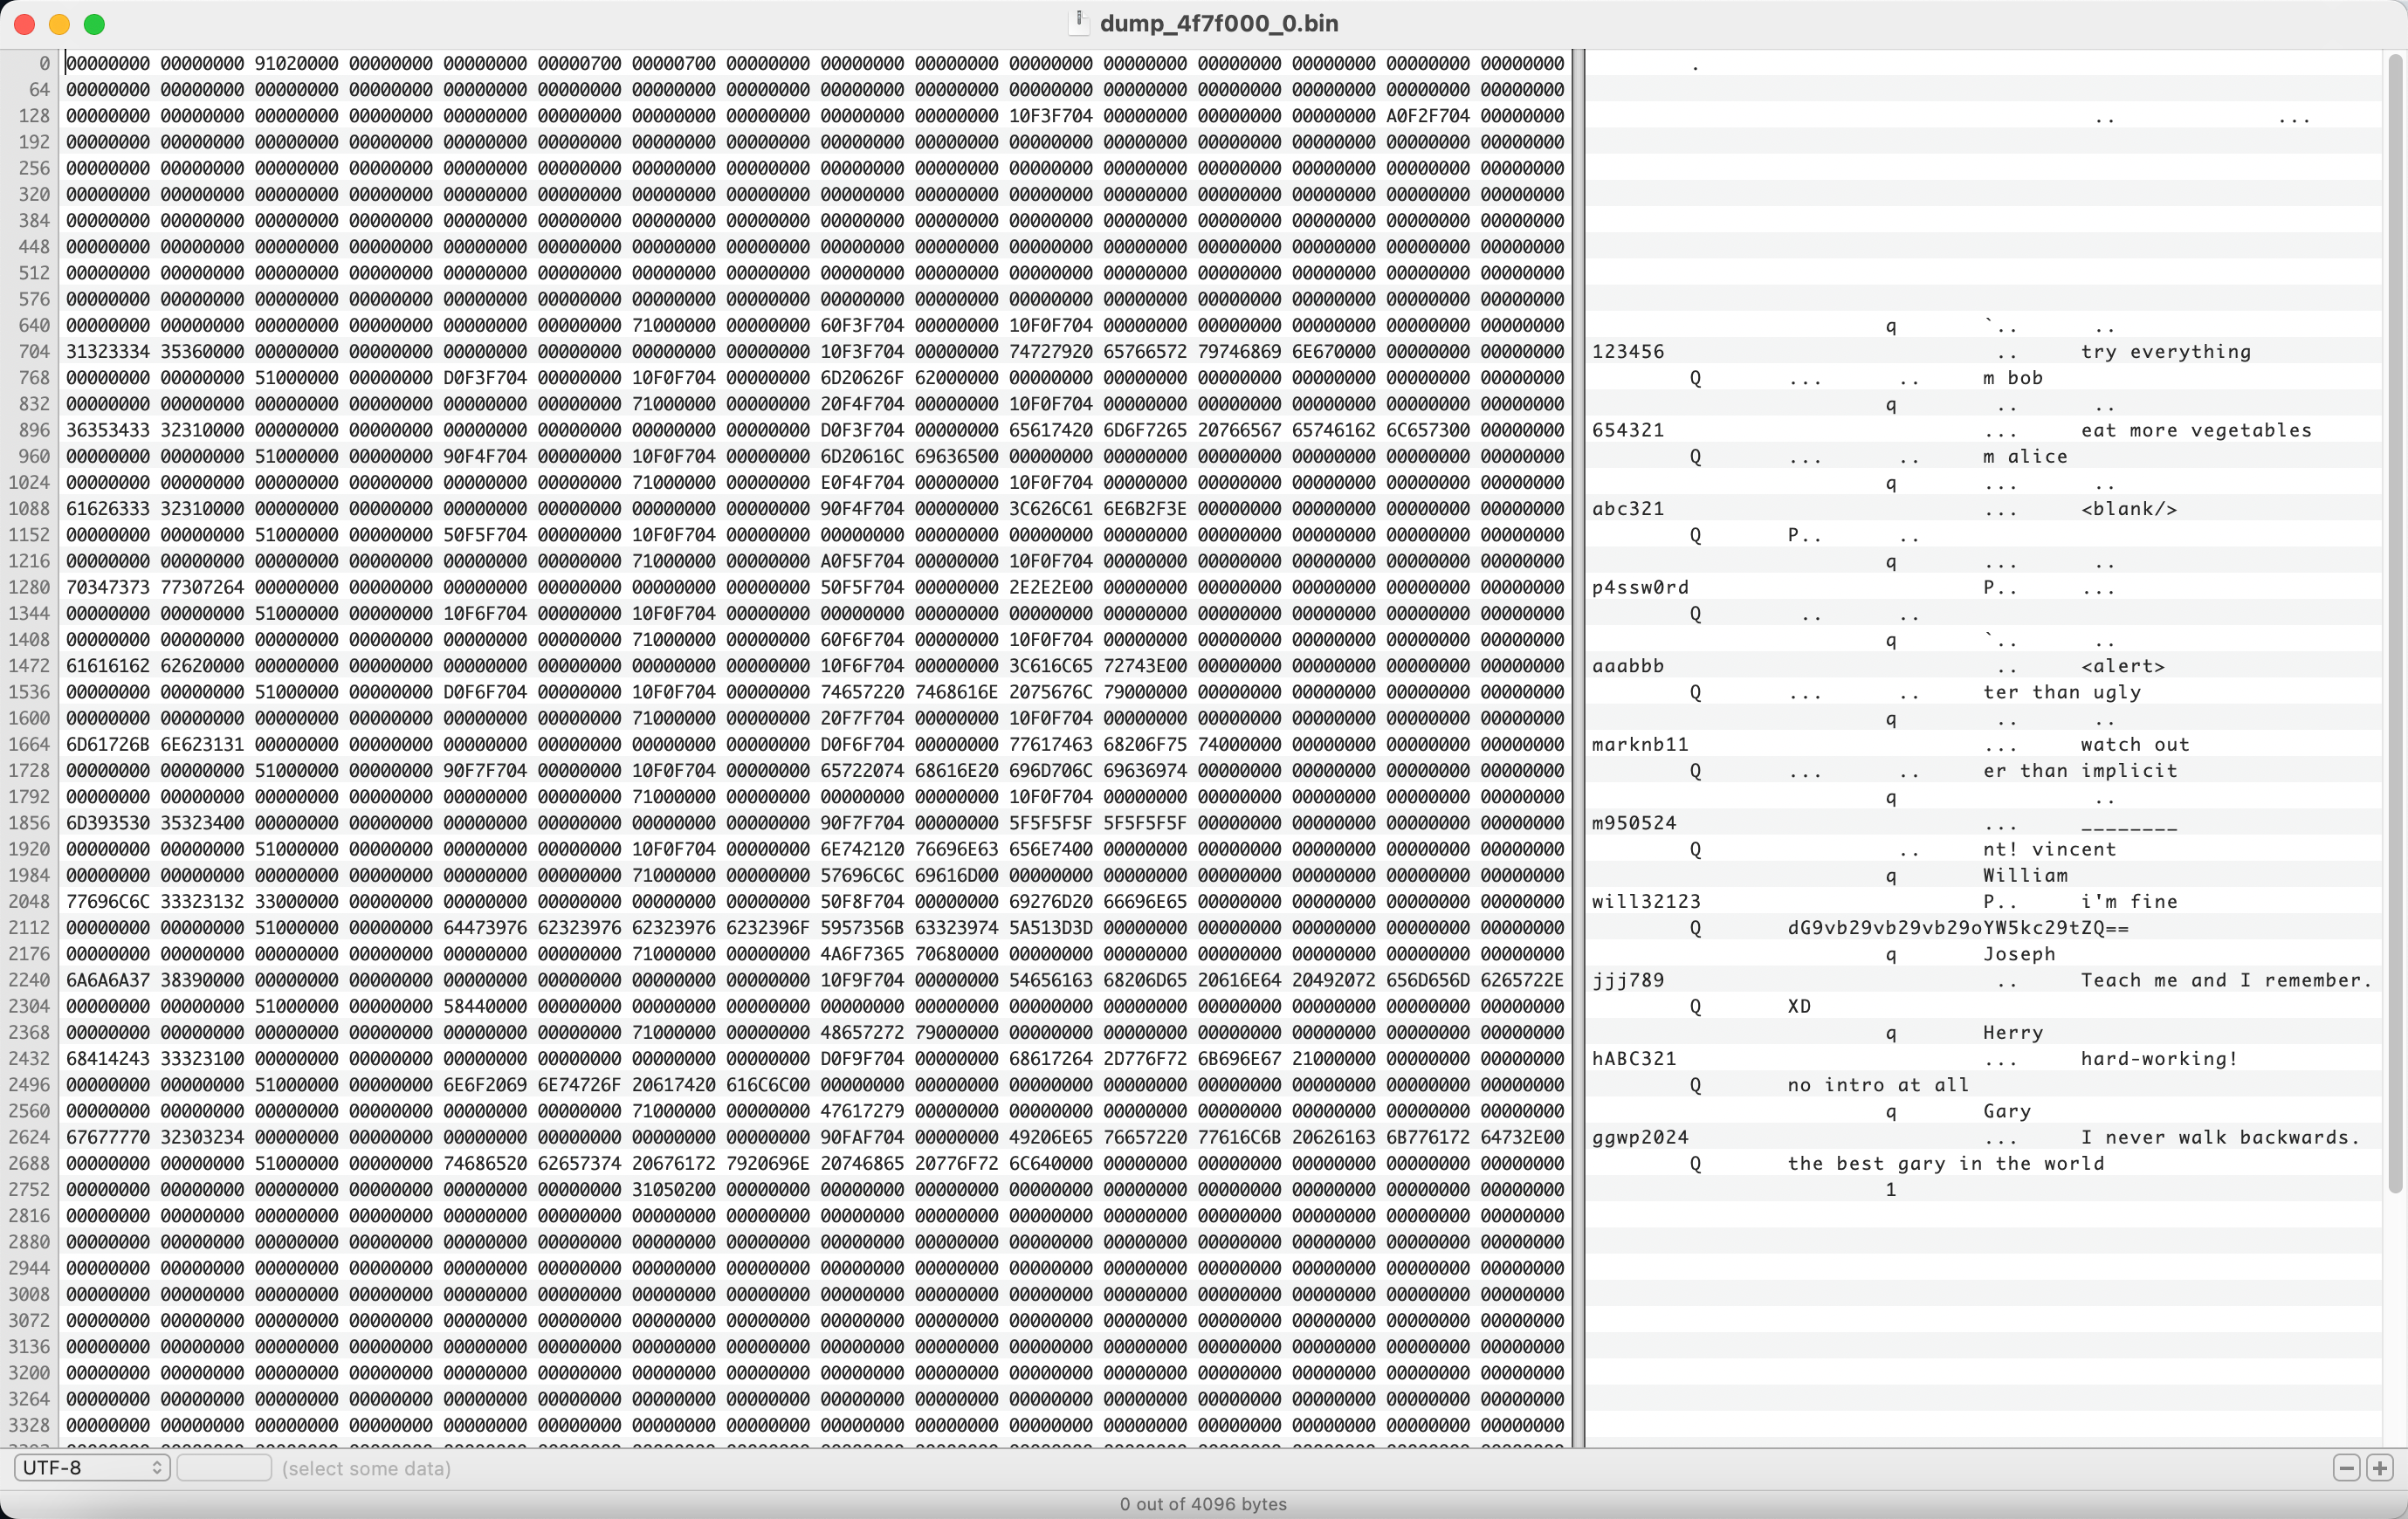 dump_4f7f000_0.bin
0 00000000 00000000 91020000 00000000 00000000 00000700 00000700 00000000 00000000 00000000 00000000 00000000 00000000 00000000 00000000 00000000 .
64 00000000 00000000 00000000 00000000 00000000 00000000 00000000 00000000 00000000 00000000 00000000 00000000 00000000 00000000 00000000 00000000
128 00000000 00000000 00000000 00000000 00000000 00000000 00000000 00000000 00000000 00000000 10F3F704 00000000 00000000 00000000 A0F2F704 00000000 .. ...
192 00000000 00000000 00000000 00000000 00000000 00000000 00000000 00000000 00000000 00000000 00000000 00000000 00000000 00000000 00000000 00000000
256 00000000 00000000 00000000 00000000 00000000 00000000 00000000 00000000 00000000 00000000 00000000 00000000 00000000 00000000 00000000 00000000
320 00000000 00000000 00000000 00000000 00000000 00000000 00000000 00000000 00000000 00000000 00000000 00000000 00000000 00000000 00000000 00000000
384 00000000 00000000 00000000 00000000 00000000 00000000 00000000 00000000 00000000 00000000 00000000 00000000 00000000 00000000 00000000 00000000
448 00000000 00000000 00000000 00000000 00000000 00000000 00000000 00000000 00000000 00000000 00000000 00000000 00000000 00000000 00000000 00000000
512 00000000 00000000 00000000 00000000 00000000 00000000 00000000 00000000 00000000 00000000 00000000 00000000 00000000 00000000 00000000 00000000
576 00000000 00000000 00000000 00000000 00000000 00000000 00000000 00000000 00000000 00000000 00000000 00000000 00000000 00000000 00000000 00000000
640 00000000 00000000 00000000 00000000 00000000 00000000 71000000 00000000 60F3F704 00000000 10F0F704 00000000 00000000 00000000 00000000 00000000 q `.. ..
704 31323334 35360000 00000000 00000000 00000000 00000000 00000000 00000000 10F3F704 00000000 74727920 65766572 79746869 6E670000 00000000 00000000 123456 .. try everything
768 00000000 00000000 51000000 00000000 D0F3F704 00000000 10F0F704 00000000 6D20626F 62000000 00000000 00000000 00000000 00000000 00000000 00000000 Q ... .. m bob
832 00000000 00000000 00000000 00000000 00000000 00000000 71000000 00000000 20F4F704 00000000 10F0F704 00000000 00000000 00000000 00000000 00000000 q .. ..
896 36353433 32310000 00000000 00000000 00000000 00000000 00000000 00000000 D0F3F704 00000000 65617420 6D6F7265 20766567 65746162 6C657300 00000000 654321 ... eat more vegetables
960 00000000 00000000 51000000 00000000 90F4F704 00000000 10F0F704 00000000 6D20616C 69636500 00000000 00000000 00000000 00000000 00000000 00000000 Q ... .. m alice
1024 00000000 00000000 00000000 00000000 00000000 00000000 71000000 00000000 E0F4F704 00000000 10F0F704 00000000 00000000 00000000 00000000 00000000 q ... ..
1088 61626333 32310000 00000000 00000000 00000000 00000000 00000000 00000000 90F4F704 00000000 3C626C61 6E6B2F3E 00000000 00000000 00000000 00000000 abc321 ... <blank/>
1152 00000000 00000000 51000000 00000000 50F5F704 00000000 10F0F704 00000000 00000000 00000000 00000000 00000000 00000000 00000000 00000000 00000000 Q P.. ..
1216 00000000 00000000 00000000 00000000 00000000 00000000 71000000 00000000 A0F5F704 00000000 10F0F704 00000000 00000000 00000000 00000000 00000000 q ... ..
1280 70347373 77307264 00000000 00000000 00000000 00000000 00000000 00000000 50F5F704 00000000 2E2E2E00 00000000 00000000 00000000 00000000 00000000 p4ssw0rd P.. ...
1344 00000000 00000000 51000000 00000000 10F6F704 00000000 10F0F704 00000000 00000000 00000000 00000000 00000000 00000000 00000000 00000000 00000000 Q .. ..
1408 00000000 00000000 00000000 00000000 00000000 00000000 71000000 00000000 60F6F704 00000000 10F0F704 00000000 00000000 00000000 00000000 00000000 q `.. ..
1472 61616162 62620000 00000000 00000000 00000000 00000000 00000000 00000000 10F6F704 00000000 3C616C65 72743E00 00000000 00000000 00000000 00000000 aaabbb .. <alert>
1536 00000000 00000000 51000000 00000000 D0F6F704 00000000 10F0F704 00000000 74657220 7468616E 2075676C 79000000 00000000 00000000 00000000 00000000 Q ... .. ter than ugly
1600 00000000 00000000 00000000 00000000 00000000 00000000 71000000 00000000 20F7F704 00000000 10F0F704 00000000 00000000 00000000 00000000 00000000 q .. ..
1664 6D61726B 6E623131 00000000 00000000 00000000 00000000 00000000 00000000 D0F6F704 00000000 77617463 68206F75 74000000 00000000 00000000 00000000 marknb11 ... watch out
1728 00000000 00000000 51000000 00000000 90F7F704 00000000 10F0F704 00000000 65722074 68616E20 696D706C 69636974 00000000 00000000 00000000 00000000 Q ... .. er than implicit
1792 00000000 00000000 00000000 00000000 00000000 00000000 71000000 00000000 00000000 00000000 10F0F704 00000000 00000000 00000000 00000000 00000000 q ..
1856 6D393530 35323400 00000000 00000000 00000000 00000000 00000000 00000000 90F7F704 00000000 5F5F5F5F 5F5F5F5F 00000000 00000000 00000000 00000000 m950524 ... ________
1920 00000000 00000000 51000000 00000000 00000000 00000000 10F0F704 00000000 6E742120 76696E63 656E7400 00000000 00000000 00000000 00000000 00000000 Q .. nt! vincent
1984 00000000 00000000 00000000 00000000 00000000 00000000 71000000 00000000 57696C6C 69616D00 00000000 00000000 00000000 00000000 00000000 00000000 q William
2048 77696C6C 33323132 33000000 00000000 00000000 00000000 00000000 00000000 50F8F704 00000000 69276D20 66696E65 00000000 00000000 00000000 00000000 will32123 P.. i'm fine
2112 00000000 00000000 51000000 00000000 64473976 62323976 62323976 6232396F 5957356B 63323974 5A513D3D 00000000 00000000 00000000 00000000 00000000 Q dG9vb29vb29vb29oYW5kc29tZQ==
2176 00000000 00000000 00000000 00000000 00000000 00000000 71000000 00000000 4A6F7365 70680000 00000000 00000000 00000000 00000000 00000000 00000000 q Joseph
2240 6A6A6A37 38390000 00000000 00000000 00000000 00000000 00000000 00000000 10F9F704 00000000 54656163 68206D65 20616E64 20492072 656D656D 6265722E jjj789 .. Teach me and I remember.
2304 00000000 00000000 51000000 00000000 58440000 00000000 00000000 00000000 00000000 00000000 00000000 00000000 00000000 00000000 00000000 00000000 Q XD
2368 00000000 00000000 00000000 00000000 00000000 00000000 71000000 00000000 48657272 79000000 00000000 00000000 00000000 00000000 00000000 00000000 q Herry
2432 68414243 33323100 00000000 00000000 00000000 00000000 00000000 00000000 D0F9F704 00000000 68617264 2D776F72 6B696E67 21000000 00000000 00000000 hABC321 ... hard-working!
2496 00000000 00000000 51000000 00000000 6E6F2069 6E74726F 20617420 616C6C00 00000000 00000000 00000000 00000000 00000000 00000000 00000000 00000000 Q no intro at all
2560 00000000 00000000 00000000 00000000 00000000 00000000 71000000 00000000 47617279 00000000 00000000 00000000 00000000 00000000 00000000 00000000 q Gary
2624 67677770 32303234 00000000 00000000 00000000 00000000 00000000 00000000 90FAF704 00000000 49206E65 76657220 77616C6B 20626163 6B776172 64732E00 ggwp2024 ... I never walk backwards.
2688 00000000 00000000 51000000 00000000 74686520 62657374 20676172 7920696E 20746865 20776F72 6C640000 00000000 00000000 00000000 00000000 00000000 Q the best gary in the world
2752 00000000 00000000 00000000 00000000 00000000 00000000 31050200 00000000 00000000 00000000 00000000 00000000 00000000 00000000 00000000 00000000 1
2816 00000000 00000000 00000000 00000000 00000000 00000000 00000000 00000000 00000000 00000000 00000000 00000000 00000000 00000000 00000000 00000000
2880 00000000 00000000 00000000 00000000 00000000 00000000 00000000 00000000 00000000 00000000 00000000 00000000 00000000 00000000 00000000 00000000
2944 00000000 00000000 00000000 00000000 00000000 00000000 00000000 00000000 00000000 00000000 00000000 00000000 00000000 00000000 00000000 00000000
3008 00000000 00000000 00000000 00000000 00000000 00000000 00000000 00000000 00000000 00000000 00000000 00000000 00000000 00000000 00000000 00000000
3072 00000000 00000000 00000000 00000000 00000000 00000000 00000000 00000000 00000000 00000000 00000000 00000000 00000000 00000000 00000000 00000000
3136 00000000 00000000 00000000 00000000 00000000 00000000 00000000 00000000 00000000 00000000 00000000 00000000 00000000 00000000 00000000 00000000
3200 00000000 00000000 00000000 00000000 00000000 00000000 00000000 00000000 00000000 00000000 00000000 00000000 00000000 00000000 00000000 00000000
3264 00000000 00000000 00000000 00000000 00000000 00000000 00000000 00000000 00000000 00000000 00000000 00000000 00000000 00000000 00000000 00000000
3328 00000000 00000000 00000000 00000000 00000000 00000000 00000000 00000000 00000000 00000000 00000000 00000000 00000000 00000000 00000000 00000000
UTF-8 (select some data)
0 out of 4096 bytes